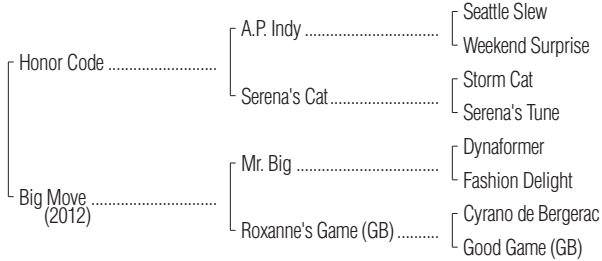 Seattle Slew
A.P. Indy ............................
Weekend Surprise
Honor Code ............................
Storm Cat
Serena's Cat............................
Serena's Tune
Dynaformer
Mr. Big ..............................
Fashion Delight
Big Move ................................
(2012)
Cyrano de Bergerac
Roxanne's Game (GB) ..........
Good Game (GB)